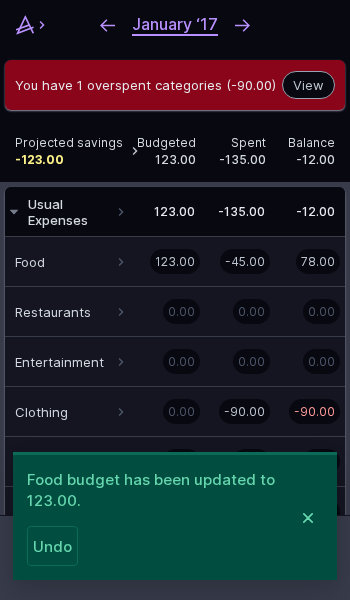 January ‘17
You have 1 overspent categories (-90.00) View
Projected savings Budgeted Spent Balance
-123.00 123.00 -135.00 -12.00
Usual Expenses 123.00 -135.00 -12.00
Food 123.00 -45.00 78.00
Restaurants 0.00 0.00 0.00
Entertainment 0.00 0.00 0.00
Clothing 0.00 -90.00 -90.00
Food budget has been updated to
123.00.
Undo